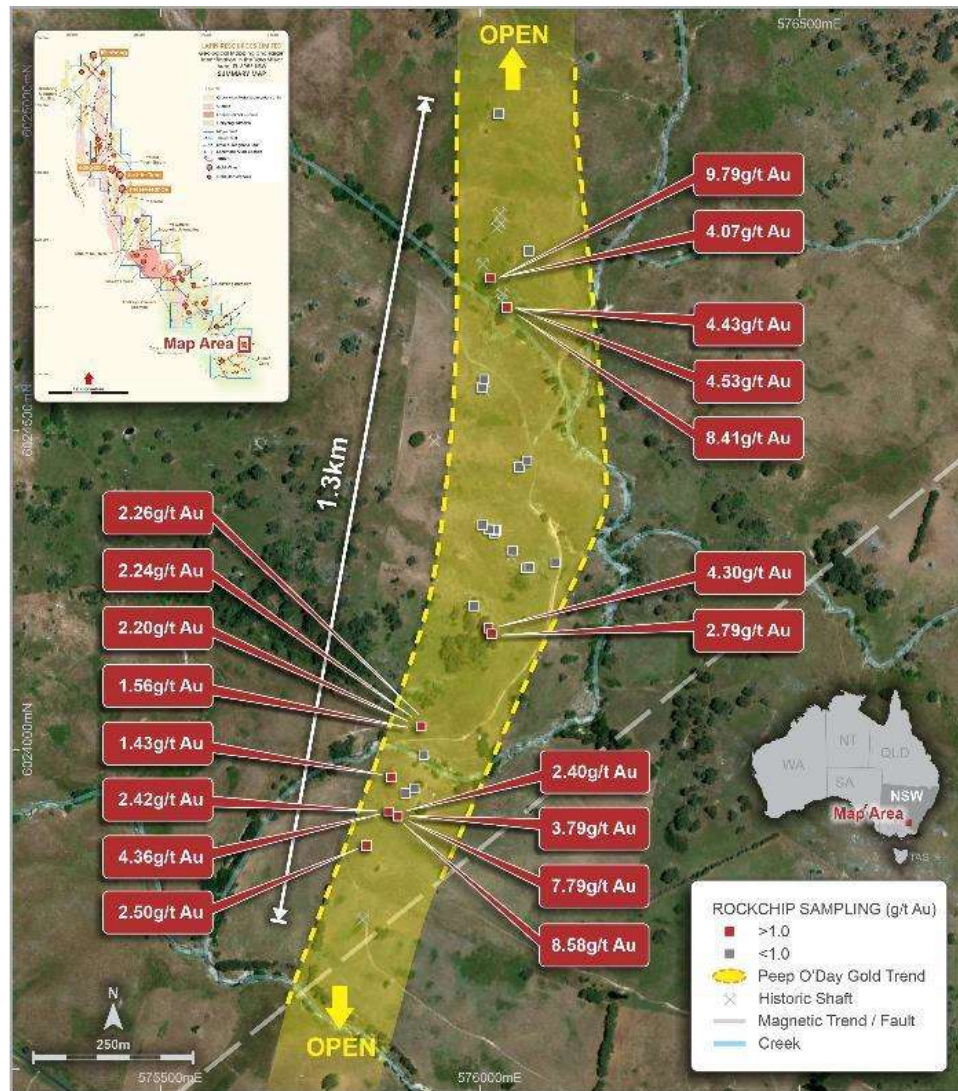 576500mE
OPEN
6025000mN
LARK RESOURCES LIMITED
SUMMARY MAP
Map Area
9.79g/t Au
4.07g/t Au
4.43g/t Au
4.53g/t Au
8.41g/t Au
6024500mN
1.3km
2.26g/t Au
2.24g/t Au
2.20g/t Au
1.56g/t Au
1.43g/t Au
2.42g/t Au
4.36g/t Au
2.50g/t Au
4.30g/t Au
2.79g/t Au
6024000mN
2.40g/t Au
3.79g/t Au
7.79g/t Au
8.58g/t Au
WA
NT
QLD
SA
NSW
Map Area
TAS
ROCKCHIP SAMPLING (g/t Au)
>1.0
<1.0
Peep O'Day Gold Trend
Historic Shaft
Magnetic Trend / Fault
Creek
N
250m
OPEN
575500mE
576000mE